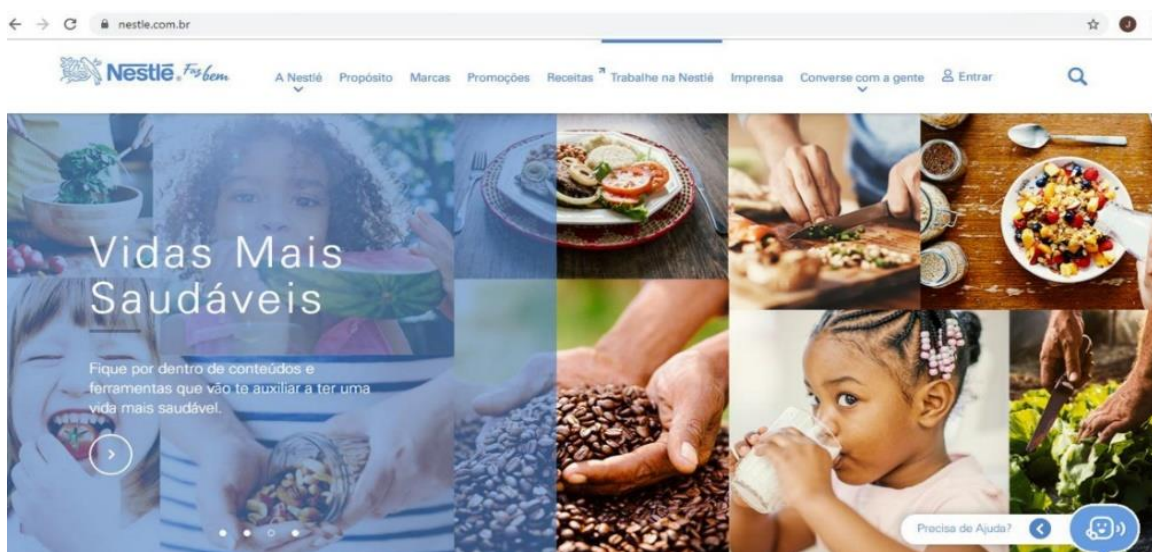 nestle.com.br
J
Nestlé. Faz bem
A Nestlé Propósito Marcas Promoções Receitas Trabalhe na Nestlé Imprensa Converse com a gente Entrar
Vidas Mais
Saudáveis
Fique por dentro de conteúdos e
ferramentas que vão te auxiliar a ter uma
vida mais saudável.
Precisa de Ajuda?